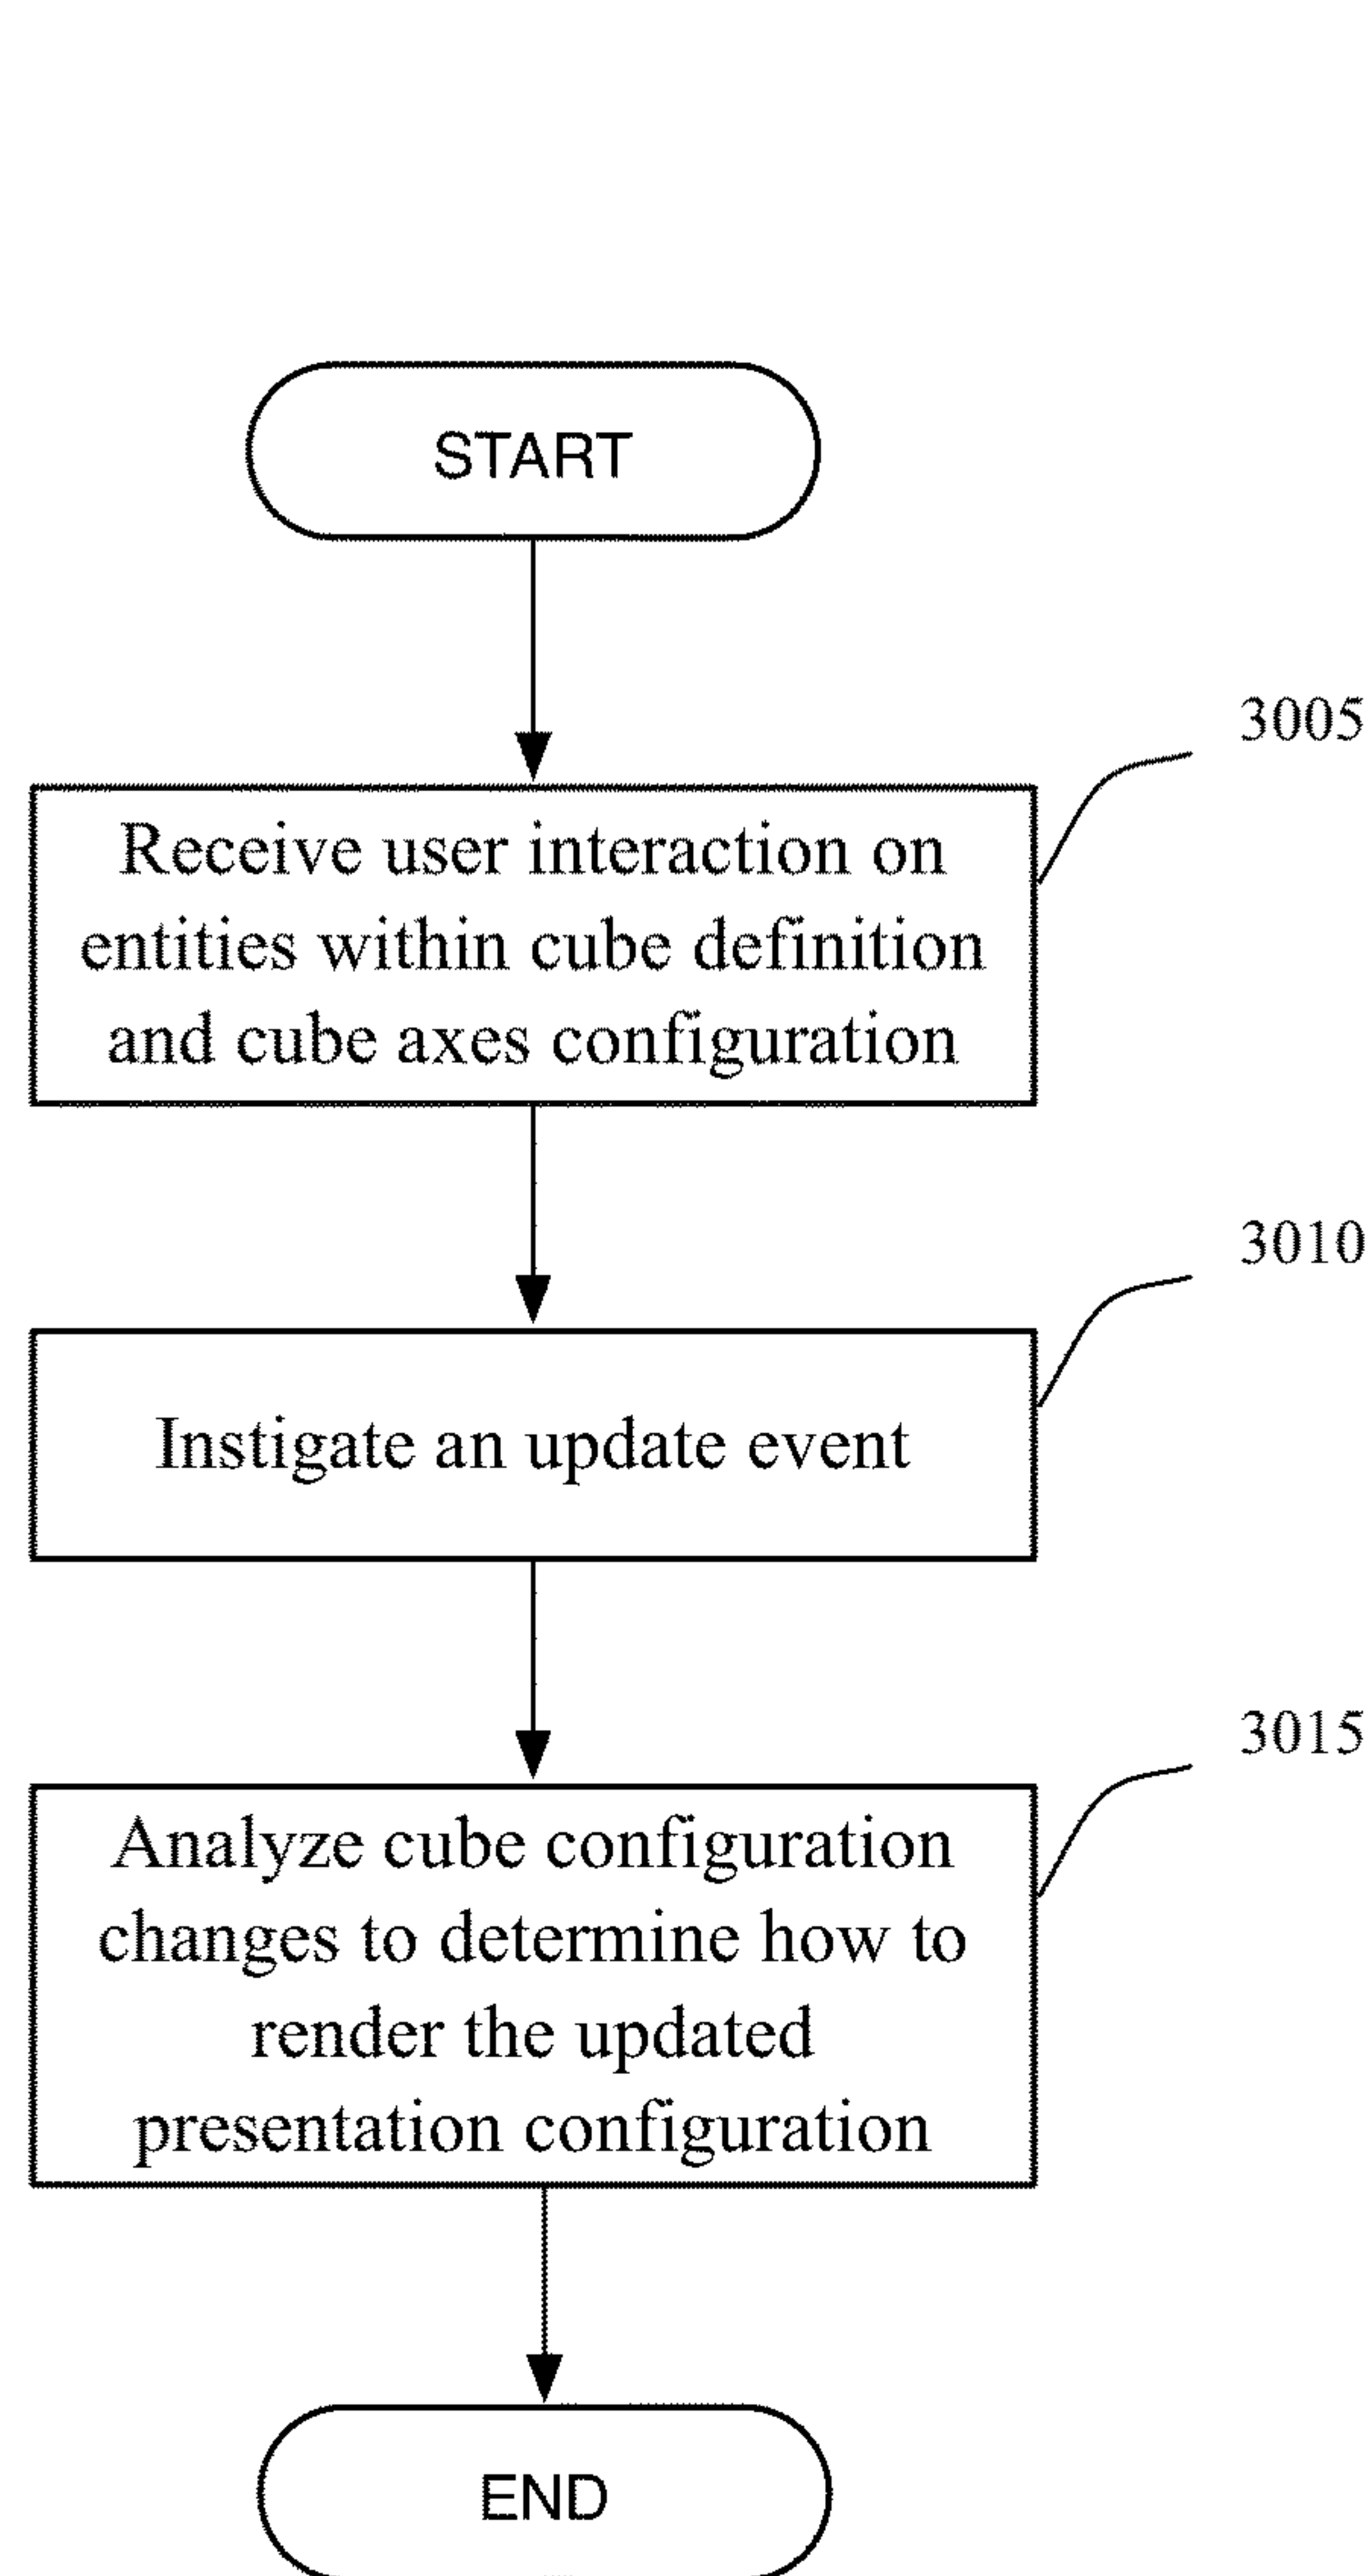 START
3005
Receive user interaction on
entities within cube definition
and cube axes configuration
3010
Instigate an update event
3015
Analyze cube configuration
changes to determine how to
render the updated
presentation configuration
END